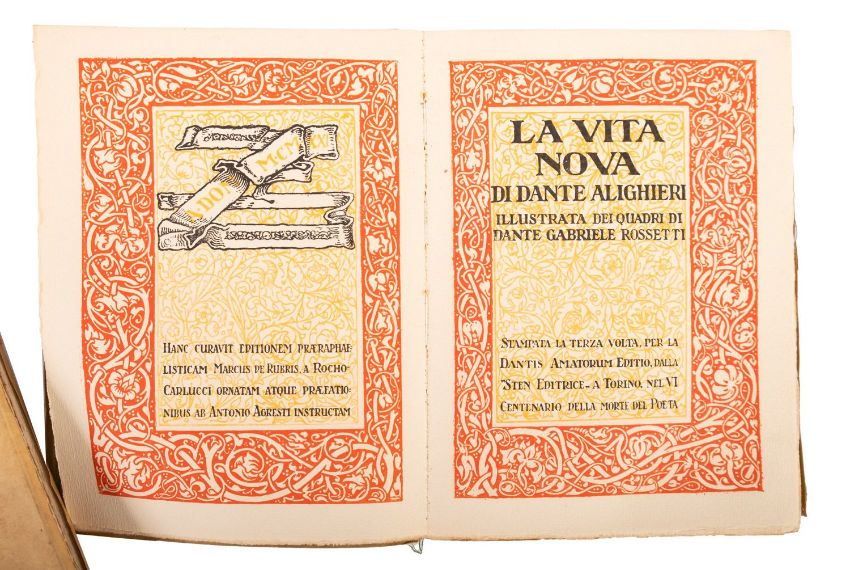 A·DO
McM
HANC CURAVIT EDITIONEM PRÆRAPHAE-
LISTICAM MARCUS DE RUBRIS, A ROCHO-
CARLUCCI ORNATAM ATQUE PRÆFATIO-
NIBUS AB ANTONIO AGRESTI INSTRUCTAM
LA VITA
NOVA
DI DANTE ALIGHIERI
ILLUSTRATA DEI QUADRI DI
DANTE GABRIELE ROSSETTI
STAMPATA LA TERZA VOLTA, PER LA
DANTIS AMATORUM EDITIO, DALLA
"STEN EDITRICE" A TORINO, NEL VI
CENTENARIO DELLA MORTE DEL POETA